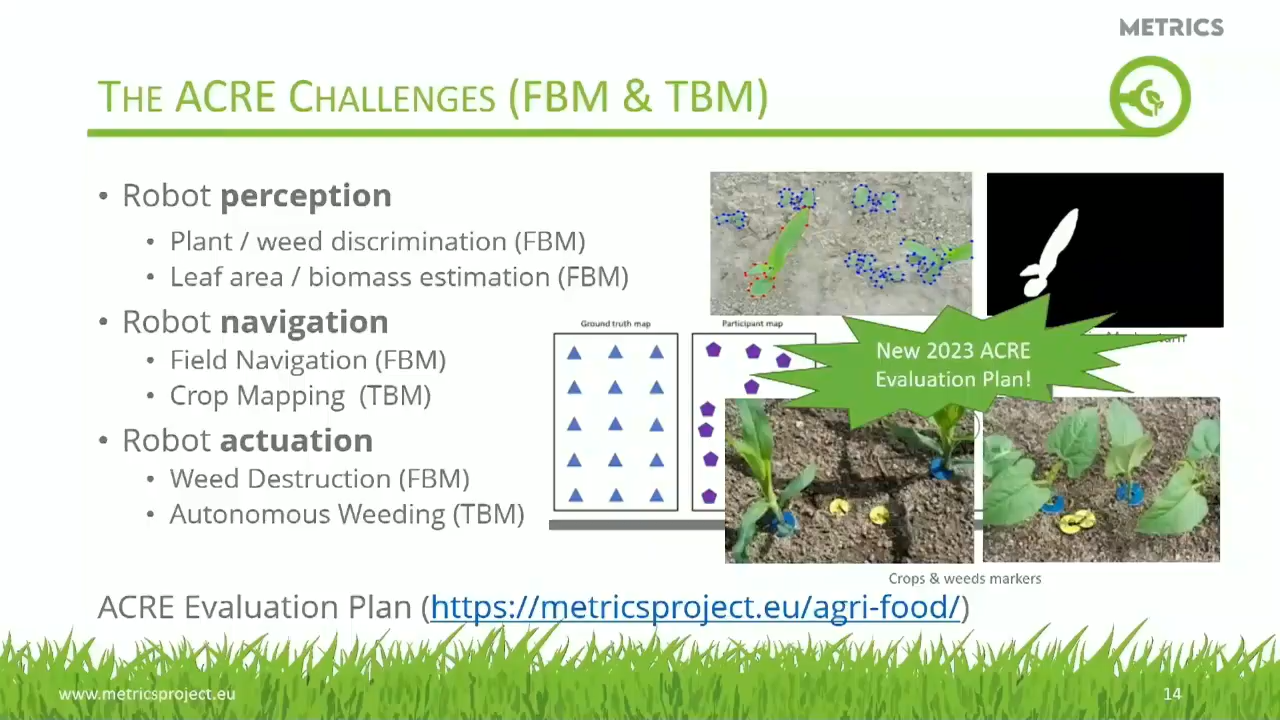 METRICS
THE ACRE CHALLENGES (FBM & TBM)
• Robot perception
• Plant / weed discrimination (FBM)
• Leaf area / biomass estimation (FBM)
• Robot navigation
• Field Navigation (FBM)
• Crop Mapping (TBM)
• Robot actuation
• Weed Destruction (FBM)
• Autonomous Weeding (TBM)
Ground truth map
Participant map
New 2023 ACRE
Evaluation Plan!
Crops & weeds markers
ACRE Evaluation Plan (https://metricsproject.eu/agri-food/)
www.metricsproject.eu
14